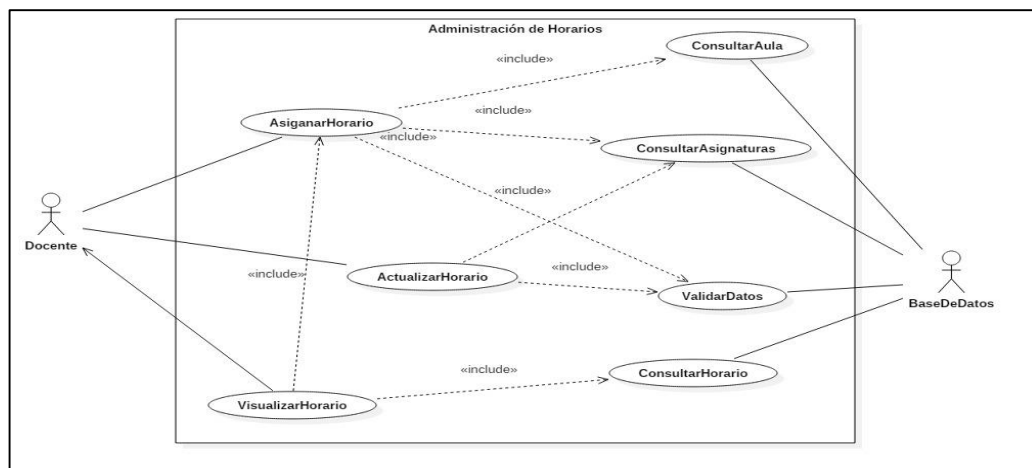 Administración de Horarios
ConsultarAula
«include»
«include»
AsiganarHorario
«include»
ConsultarAsignaturas
«include»
Docente
«include»
ActualizarHorario
«include»
ValidarDatos
BaseDeDatos
«include»
ConsultarHorario
VisualizarHorario